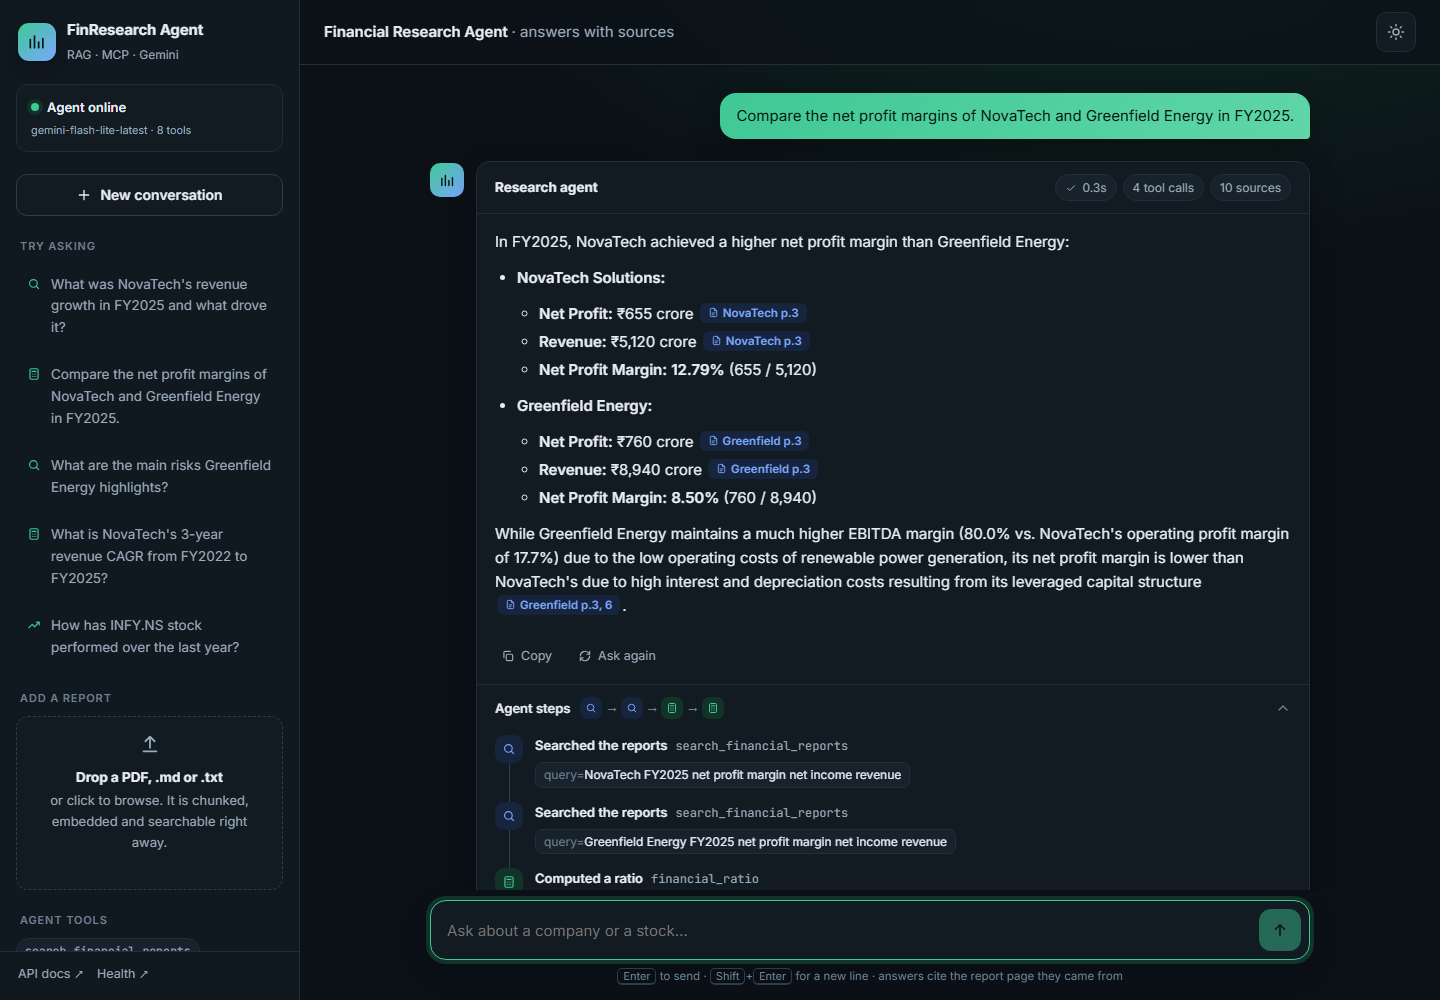 FinResearch Agent
RAG · MCP · Gemini
Agent online
gemini-flash-lite-latest · 8 tools
+ New conversation
TRY ASKING
What was NovaTech's revenue
growth in FY2025 and what drove
it?
Compare the net profit margins of
NovaTech and Greenfield Energy
in FY2025.
What are the main risks Greenfield
Energy highlights?
What is NovaTech's 3-year
revenue CAGR from FY2022 to
FY2025?
How has INFY.NS stock
performed over the last year?
ADD A REPORT
Drop a PDF, .md or .txt
or click to browse. It is chunked,
embedded and searchable right
away.
AGENT TOOLS
search_financial_reports
API docs ↗ Health ↗
Financial Research Agent · answers with sources
Compare the net profit margins of NovaTech and Greenfield Energy in FY2025.
Research agent
✓ 0.3s 4 tool calls 10 sources
In FY2025, NovaTech achieved a higher net profit margin than Greenfield Energy:
• NovaTech Solutions:
◦ Net Profit: ₹655 crore NovaTech p.3
◦ Revenue: ₹5,120 crore NovaTech p.3
◦ Net Profit Margin: 12.79% (655 / 5,120)
• Greenfield Energy:
◦ Net Profit: ₹760 crore Greenfield p.3
◦ Revenue: ₹8,940 crore Greenfield p.3
◦ Net Profit Margin: 8.50% (760 / 8,940)
While Greenfield Energy maintains a much higher EBITDA margin (80.0% vs. NovaTech's operating profit margin
of 17.7%) due to the low operating costs of renewable power generation, its net profit margin is lower than
NovaTech's due to high interest and depreciation costs resulting from its leveraged capital structure
Greenfield p.3, 6 .
Copy Ask again
Agent steps → → →
Searched the reports search_financial_reports
query=NovaTech FY2025 net profit margin net income revenue
Searched the reports search_financial_reports
query=Greenfield Energy FY2025 net profit margin net income revenue
Computed a ratio financial_ratio
Ask about a company or a stock...
Enter to send · Shift+Enter for a new line · answers cite the report page they came from